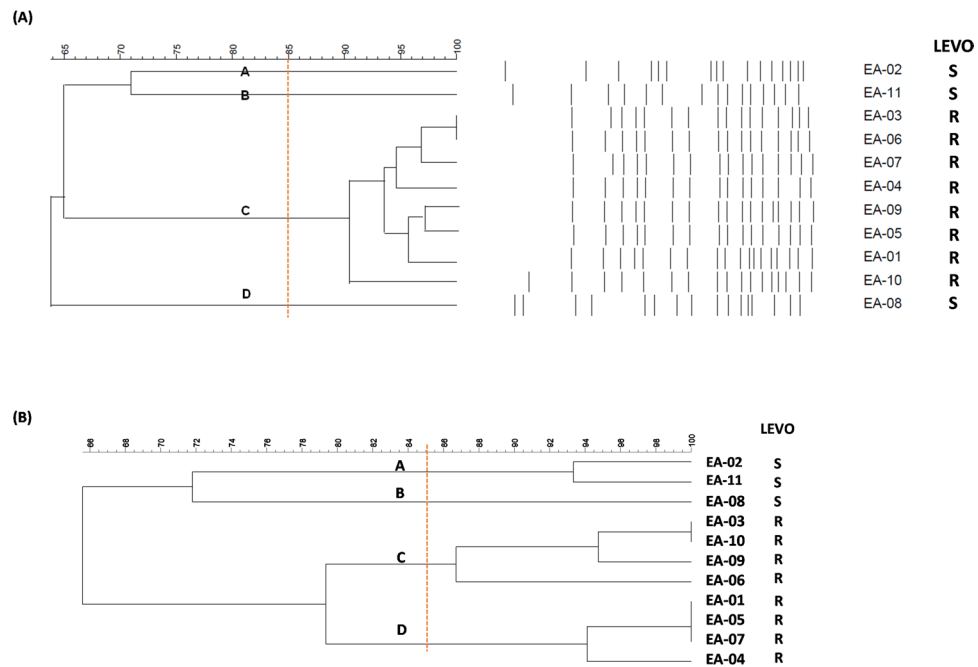 (A)
65 70 75 80 85 90 95 100
LEVO
A EA-02 S
B EA-11 S
EA-03 R
EA-06 R
EA-07 R
EA-04 R
C EA-09 R
EA-05 R
EA-01 R
EA-10 R
D EA-08 S
(B)
LEVO
66 68 70 72 74 76 78 80 82 84 86 88 90 92 94 96 98 100
A EA-02 S
EA-11 S
B EA-08 S
EA-03 R
EA-10 R
C EA-09 R
EA-06 R
EA-01 R
EA-05 R
D EA-07 R
EA-04 R